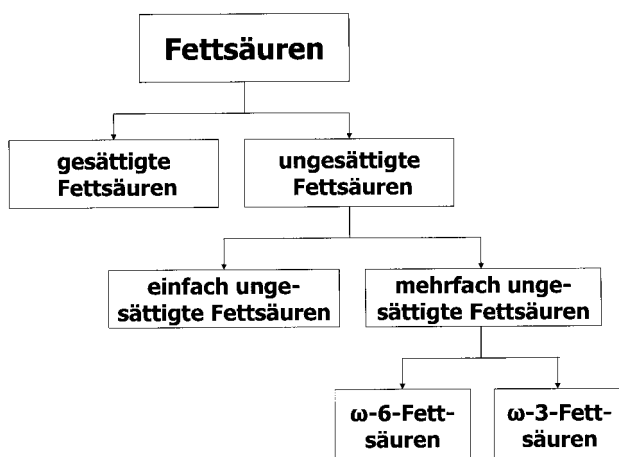 Fettsäuren
gesättigte
Fettsäuren
ungesättigte
Fettsäuren
einfach unge-
sättigte Fettsäuren
mehrfach unge-
sättigte Fettsäuren
ω-6-Fett-
säuren
ω-3-Fett-
säuren